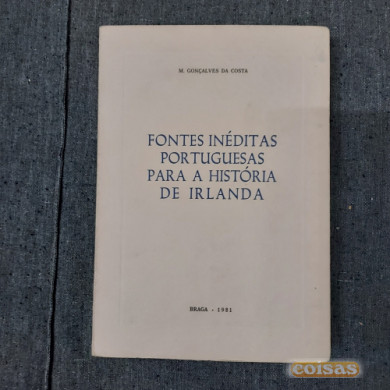 M. GONÇALVES DA COSTA
FONTES INÉDITAS
PORTUGUESAS
PARA A HISTÓRIA
DE IRLANDA
BRAGA - 1981
coisas